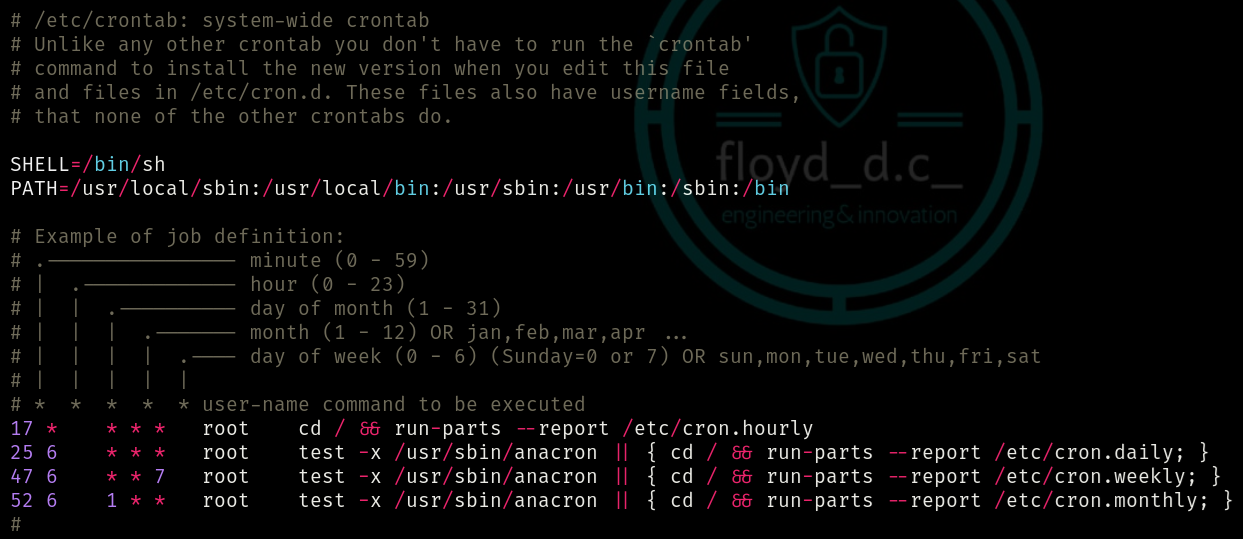 # /etc/crontab: system-wide crontab
# Unlike any other crontab you don't have to run the `crontab'
# command to install the new version when you edit this file
# and files in /etc/cron.d. These files also have username fields,
# that none of the other crontabs do.
SHELL=/bin/sh
PATH=/usr/local/sbin:/usr/local/bin:/usr/sbin:/usr/bin:/sbin:/bin
# Example of job definition:
# .---------------- minute (0 - 59)
# |  .------------- hour (0 - 23)
# |  |  .---------- day of month (1 - 31)
# |  |  |  .------- month (1 - 12) OR jan,feb,mar,apr ...
# |  |  |  |  .---- day of week (0 - 6) (Sunday=0 or 7) OR sun,mon,tue,wed,thu,fri,sat
# |  |  |  |  |
# *  *  *  *  * user-name command to be executed
17 *    * * *   root    cd / && run-parts --report /etc/cron.hourly
25 6    * * *   root    test -x /usr/sbin/anacron || { cd / && run-parts --report /etc/cron.daily; }
47 6    * * 7   root    test -x /usr/sbin/anacron || { cd / && run-parts --report /etc/cron.weekly; }
52 6    1 * *   root    test -x /usr/sbin/anacron || { cd / && run-parts --report /etc/cron.monthly; }
#
floyd_d.c_
engineering&innovation